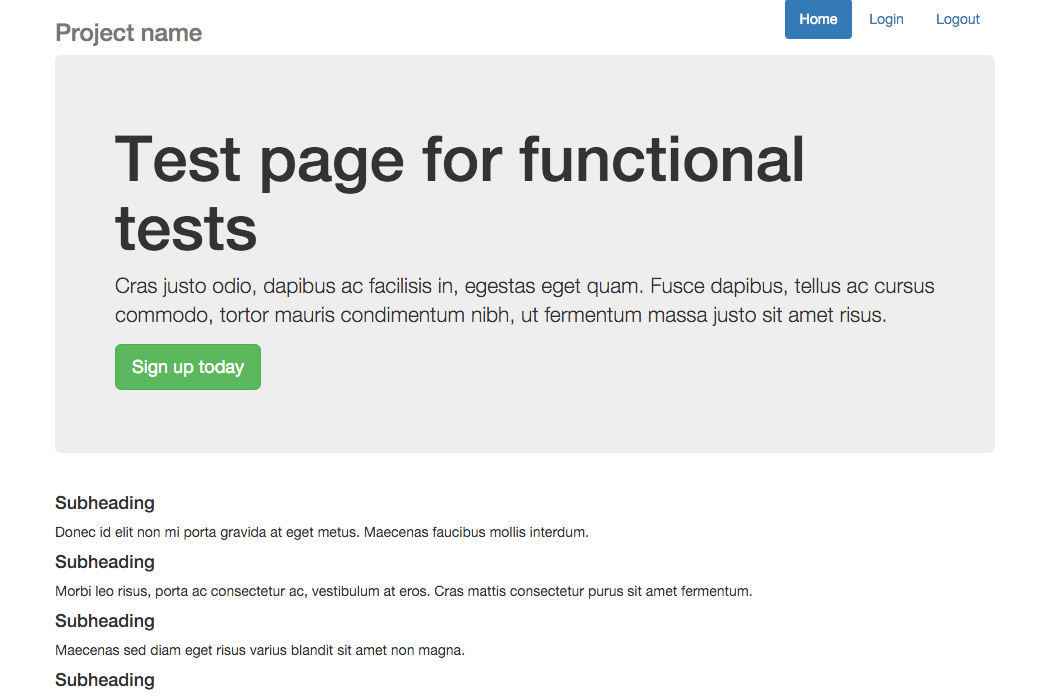 Project name
Home Login Logout
Test page for functional
tests
Cras justo odio, dapibus ac facilisis in, egestas eget quam. Fusce dapibus, tellus ac cursus
commodo, tortor mauris condimentum nibh, ut fermentum massa justo sit amet risus.
Sign up today
Subheading
Donec id elit non mi porta gravida at eget metus. Maecenas faucibus mollis interdum.
Subheading
Morbi leo risus, porta ac consectetur ac, vestibulum at eros. Cras mattis consectetur purus sit amet fermentum.
Subheading
Maecenas sed diam eget risus varius blandit sit amet non magna.
Subheading